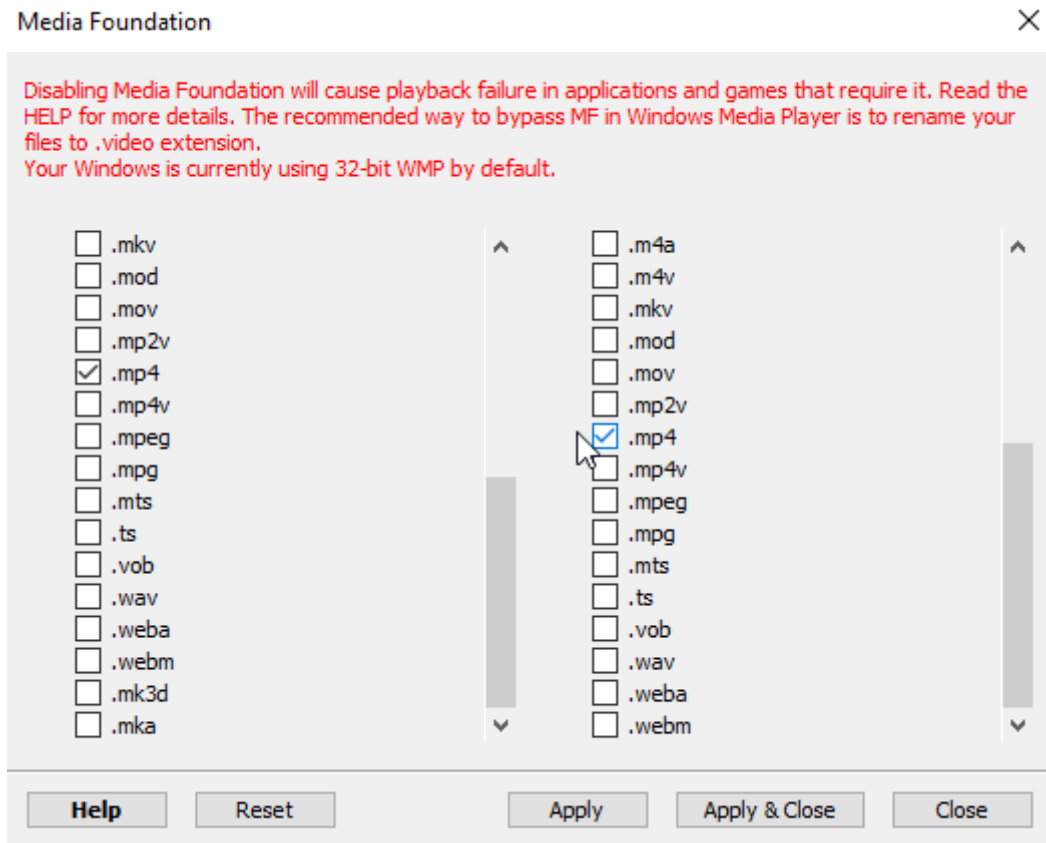 Media Foundation
Disabling Media Foundation will cause playback failure in applications and games that require it. Read the
HELP for more details. The recommended way to bypass MF in Windows Media Player is to rename your
files to .video extension.
Your Windows is currently using 32-bit WMP by default.
.mkv
.mod
.mov
.mp2v
.mp4
.mp4v
.mpeg
.mpg
.mts
.ts
.vob
.wav
.weba
.webm
.mk3d
.mka
.m4a
.m4v
.mkv
.mod
.mov
.mp2v
.mp4
.mp4v
.mpeg
.mpg
.mts
.ts
.vob
.wav
.weba
.webm
Help
Reset
Apply
Apply & Close
Close